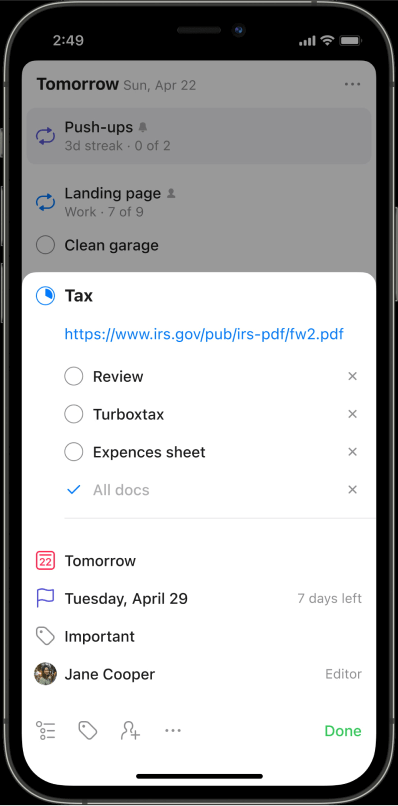 2:49
Tomorrow Sun, Apr 22
Push-ups
3d streak · 0 of 2
Landing page
Work · 7 of 9
Clean garage
Tax
https://www.irs.gov/pub/irs-pdf/fw2.pdf
Review
Turboxtax
Expences sheet
All docs
22 Tomorrow
Tuesday, April 29 7 days left
Important
Jane Cooper Editor
Done